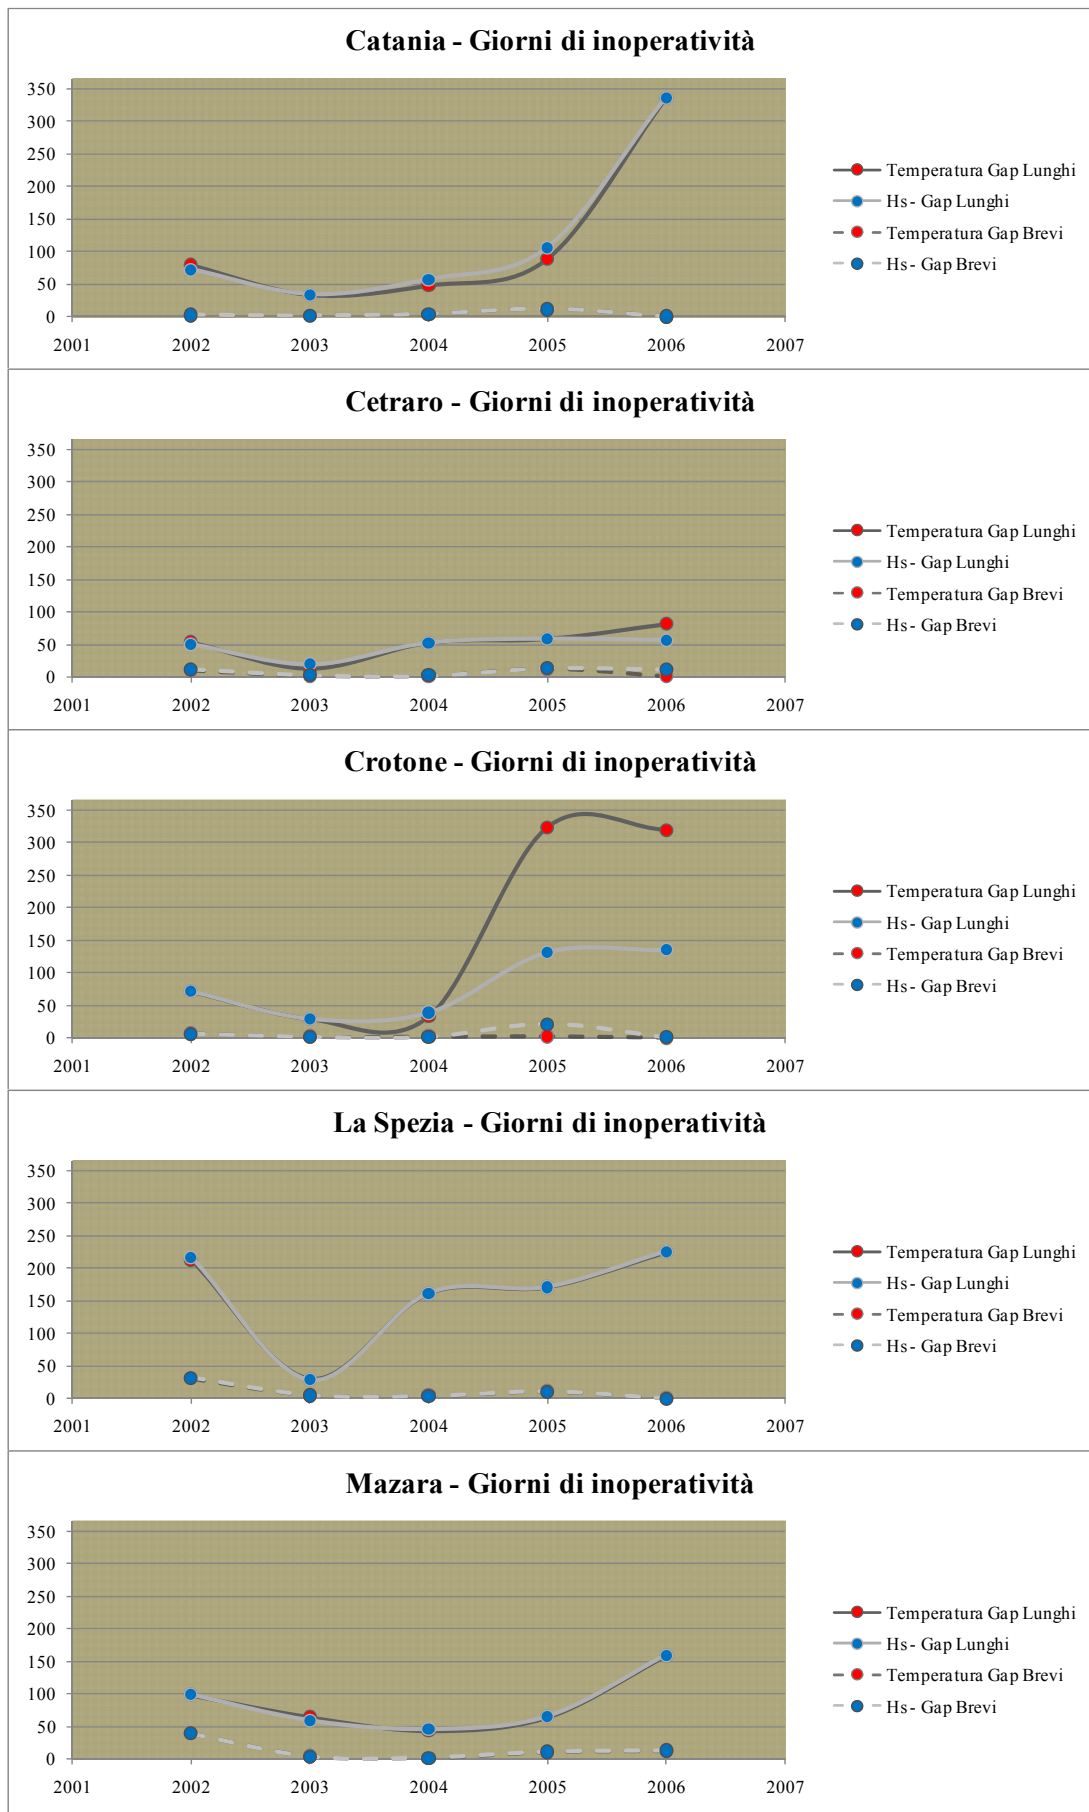 Catania - Giorni di inoperatività
350
300
250
200
150
100
50
0
2001 2002 2003 2004 2005 2006 2007
Temperatura Gap Lunghi
Hs - Gap Lunghi
Temperatura Gap Brevi
Hs - Gap Brevi
Cetraro - Giorni di inoperatività
350
300
250
200
150
100
50
0
2001 2002 2003 2004 2005 2006 2007
Temperatura Gap Lunghi
Hs - Gap Lunghi
Temperatura Gap Brevi
Hs - Gap Brevi
Crotone - Giorni di inoperatività
350
300
250
200
150
100
50
0
2001 2002 2003 2004 2005 2006 2007
Temperatura Gap Lunghi
Hs - Gap Lunghi
Temperatura Gap Brevi
Hs - Gap Brevi
La Spezia - Giorni di inoperatività
350
300
250
200
150
100
50
0
2001 2002 2003 2004 2005 2006 2007
Temperatura Gap Lunghi
Hs - Gap Lunghi
Temperatura Gap Brevi
Hs - Gap Brevi
Mazara - Giorni di inoperatività
350
300
250
200
150
100
50
0
2001 2002 2003 2004 2005 2006 2007
Temperatura Gap Lunghi
Hs - Gap Lunghi
Temperatura Gap Brevi
Hs - Gap Brevi